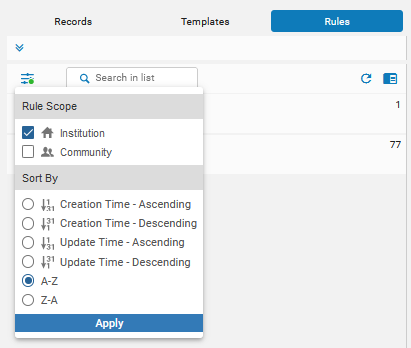 Records Templates Rules
Search in list
Rule Scope 1
Institution
Community 77
Sort By
Creation Time - Ascending
Creation Time - Descending
Update Time - Ascending
Update Time - Descending
A-Z
Z-A
Apply